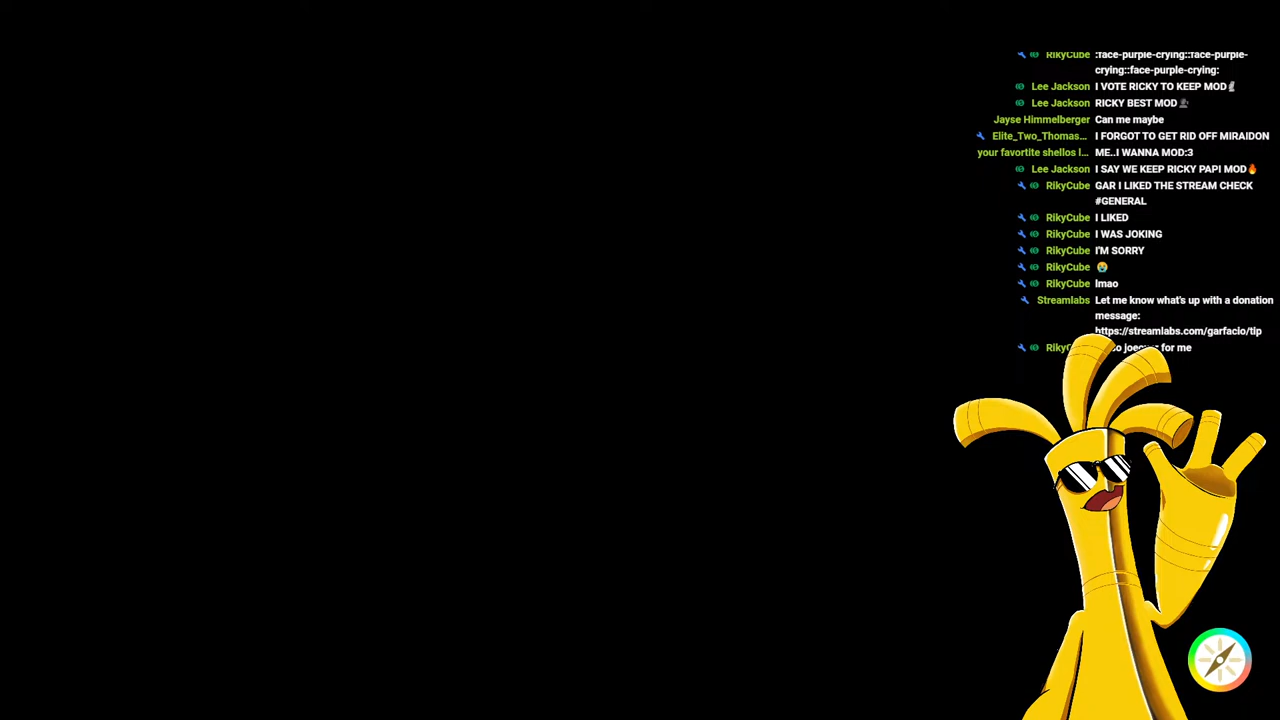 RikyCube :face-purple-crying::face-purple-
crying::face-purple-crying:
Lee Jackson I VOTE RICKY TO KEEP MOD
Lee Jackson RICKY BEST MOD
Jayse Himmelberger Can me maybe
Elite_Two_Thomas... I FORGOT TO GET RID OFF MIRAIDON
your favortite shellos l... ME..I WANNA MOD:3
Lee Jackson I SAY WE KEEP RICKY PAPI MOD🔥
RikyCube GAR I LIKED THE STREAM CHECK
#GENERAL
RikyCube I LIKED
RikyCube I WAS JOKING
RikyCube I'M SORRY
RikyCube 😭
RikyCube lmao
Streamlabs Let me know what's up with a donation
message:
https://streamlabs.com/garfacio/tip
for me